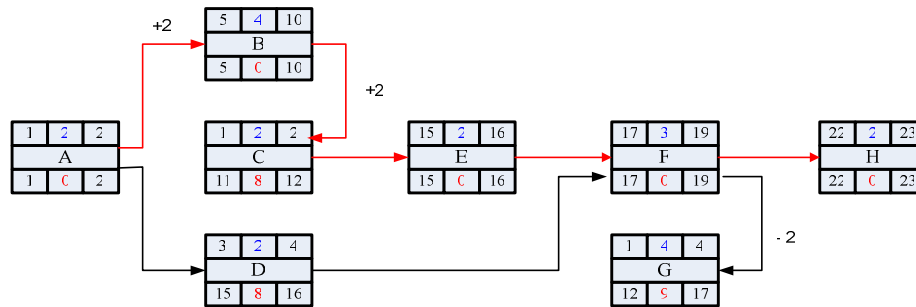 +2
5 4 10
B
5 0 10
+2
1 2 2
A
1 0 2
1 2 2
C
11 8 12
15 2 16
E
15 0 16
17 3 19
F
17 0 19
22 2 23
H
22 0 23
3 2 4
D
15 8 16
- 2
1 4 4
G
12 9 17